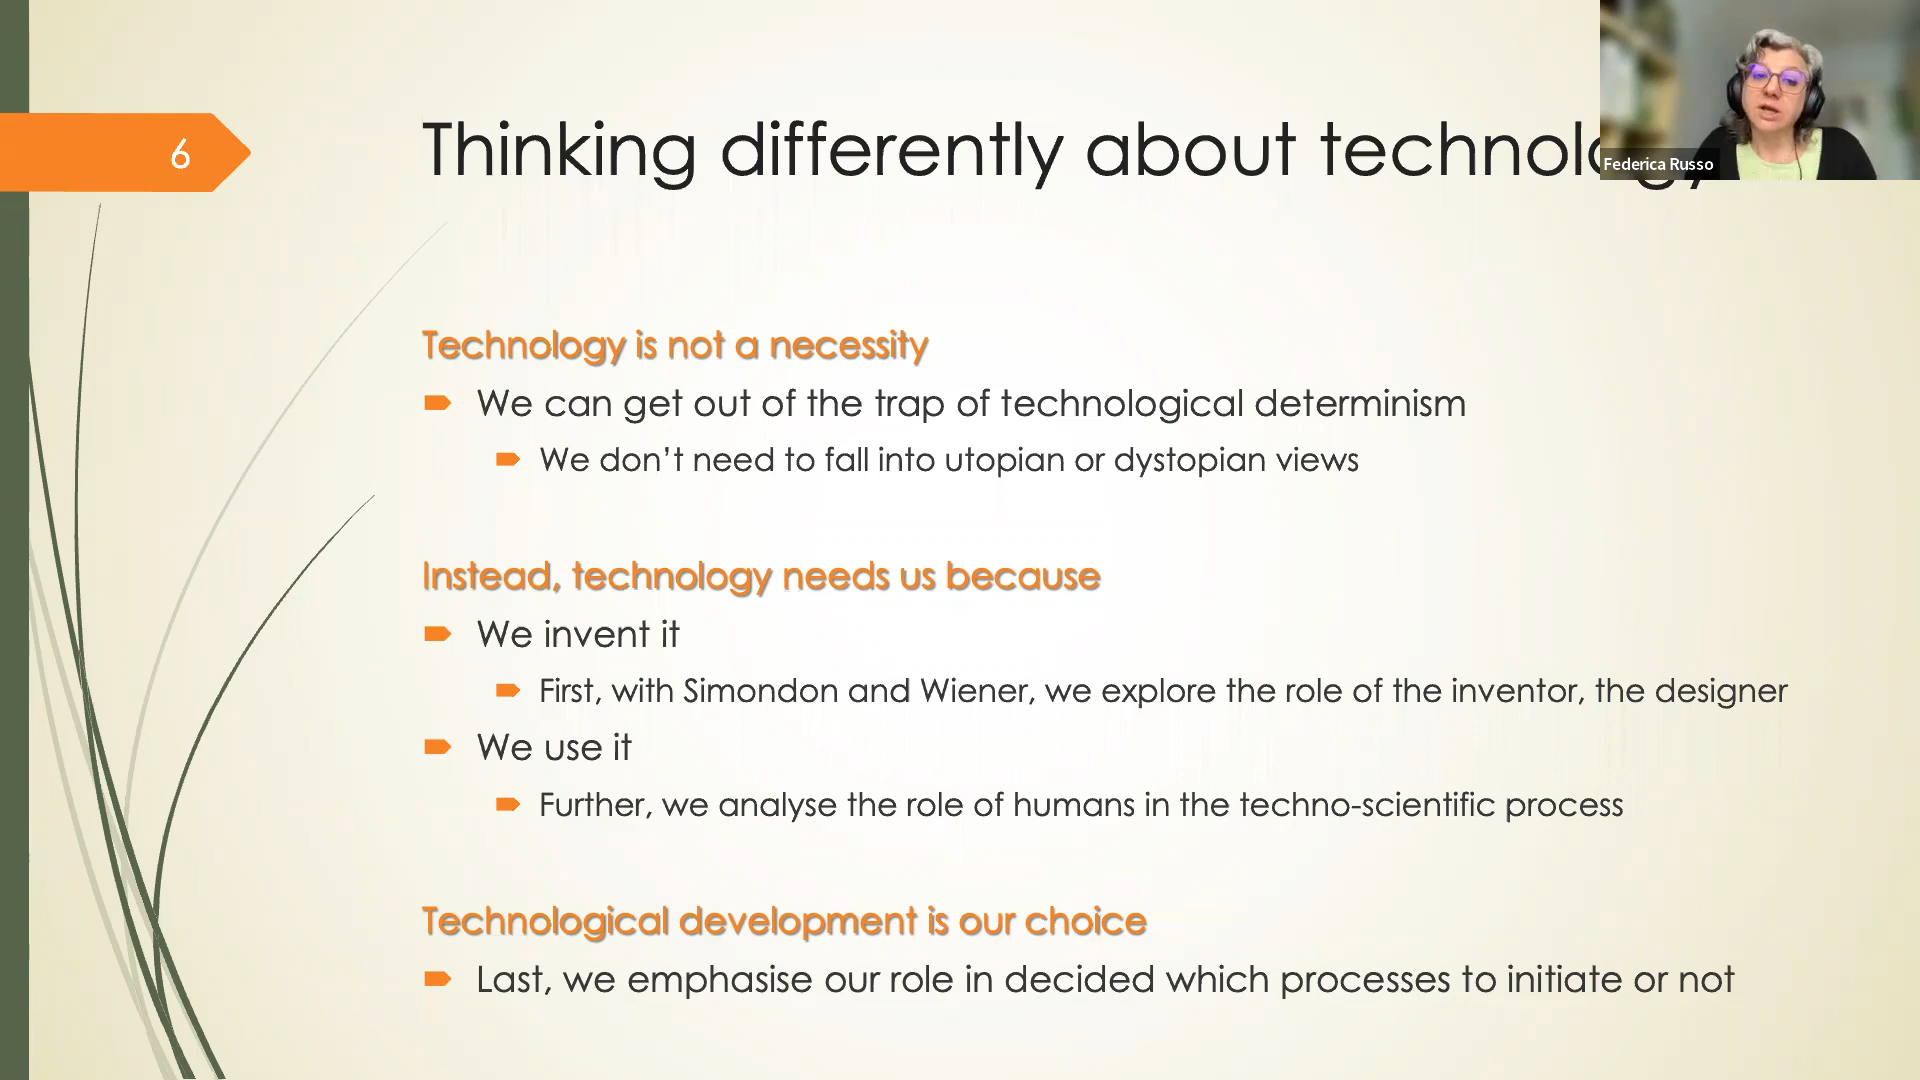 6
Thinking differently about
Federica Russo
Technology is not a necessity
We can get out of the trap of technological determinism
We don’t need to fall into utopian or dystopian views
Instead, technology needs us because
We invent it
First, with Simondon and Wiener, we explore the role of the inventor, the designer
We use it
Further, we analyse the role of humans in the techno-scientific process
Technological development is our choice
Last, we emphasise our role in decided which processes to initiate or not